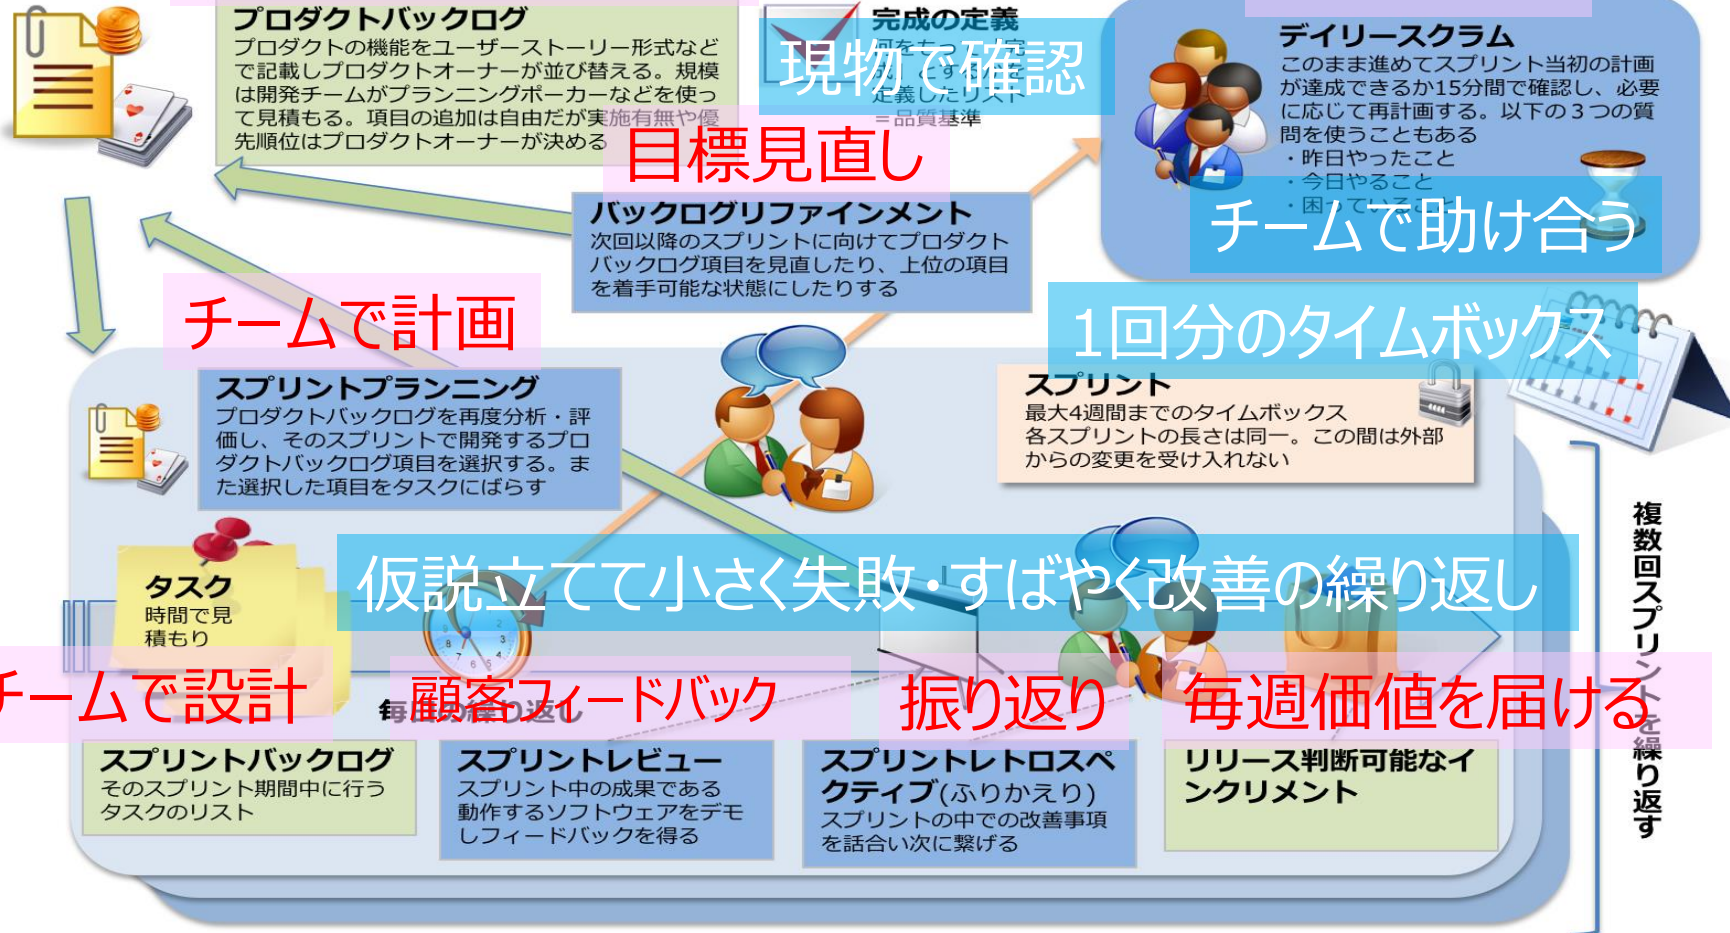 プロダクトバックログ
プロダクトの機能をユーザーストーリー形式など
で記載しプロダクトオーナーが並び替える。規模
は開発チームがプランニングポーカーなどを使っ
て見積もる。項目の追加は自由だが実施有無や優
先順位はプロダクトオーナーが決める
完成の定義
現物で確認
定義したリスト
=品質基準
デイリースクラム
このまま進めてスプリント当初の計画
が達成できるか15分間で確認し、必要
に応じて再計画する。以下の３つの質
問を使うこともある
・昨日やったこと
・今日やること
・困っていること
チームで助け合う
目標見直し
バックログリファインメント
次回以降のスプリントに向けてプロダクト
バックログ項目を見直したり、上位の項目
を着手可能な状態にしたりする
チームで計画
1回分のタイムボックス
スプリントプランニング
プロダクトバックログを再度分析・評
価し、そのスプリントで開発するプロ
ダクトバックログ項目を選択する。ま
た選択した項目をタスクにばらす
スプリント
最大4週間までのタイムボックス
各スプリントの長さは同一。この間は外部
からの変更を受け入れない
複数回スプリントを繰り返す
仮説立てて小さく失敗・すばやく改善の繰り返し
タスク
時間で見
積もり
チームで設計
顧客フィードバック
振り返り
毎週価値を届ける
スプリントバックログ
そのスプリント期間中に行う
タスクのリスト
スプリントレビュー
スプリント中の成果である
動作するソフトウェアをデモ
しフィードバックを得る
スプリントレトロスペ
クティブ(ふりかえり)
スプリントの中での改善事項
を話合い次に繋げる
リリース判断可能なイ
ンクリメント